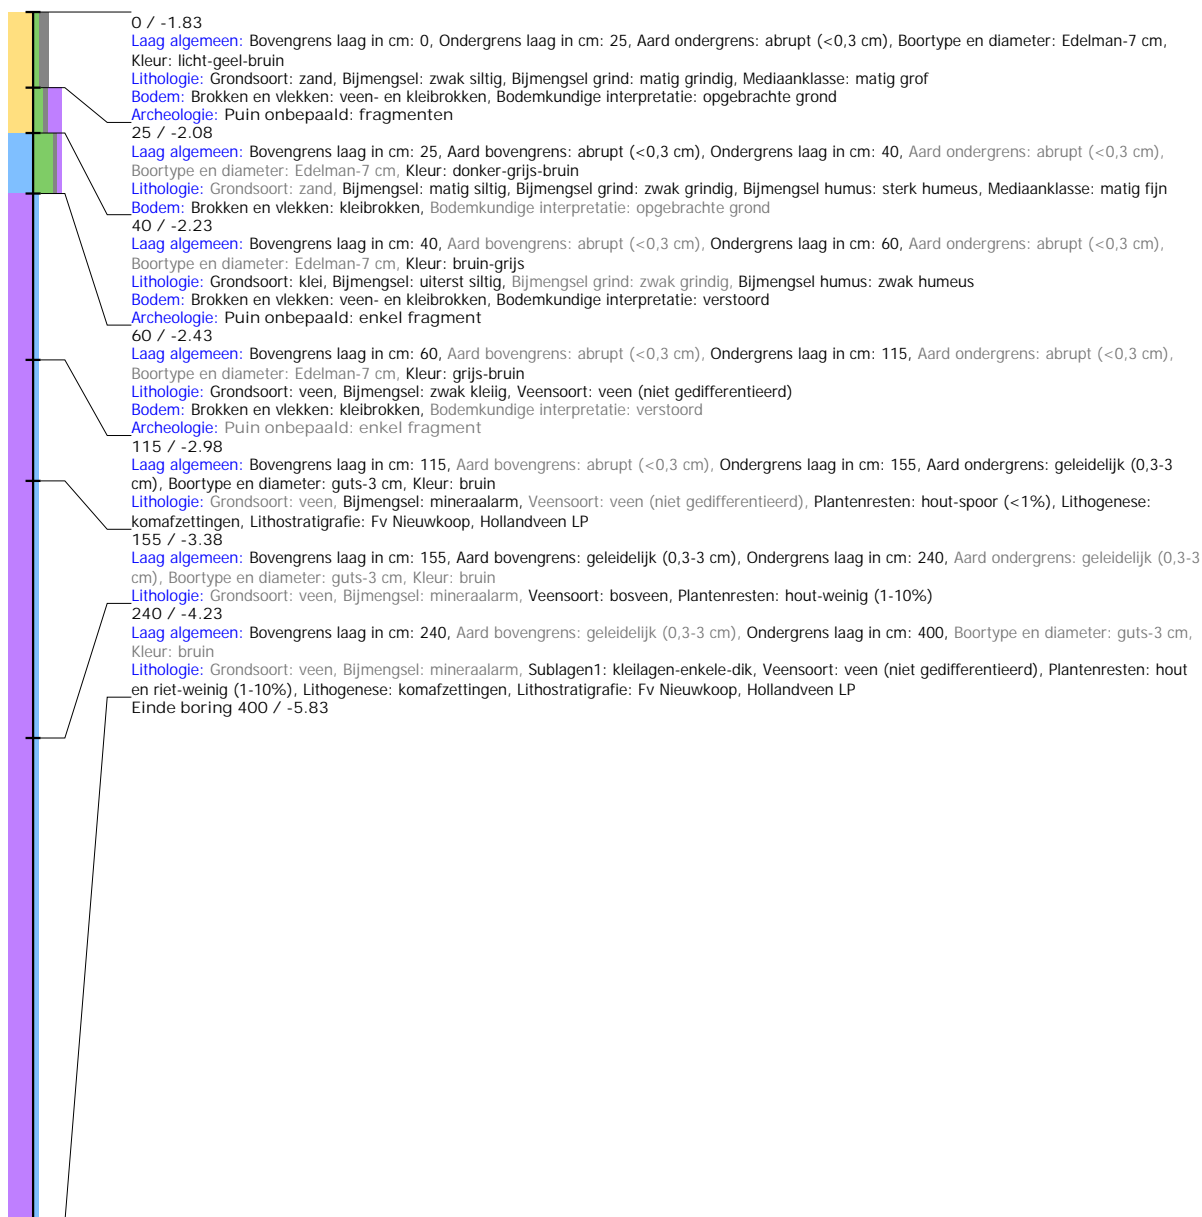 0 / -1.83
Laag algemeen: Bovengrens laag in cm: 0, Ondergrens laag in cm: 25, Aard ondergrens: abrupt (<0,3 cm), Boortype en diameter: Edelman-7 cm,
Kleur: licht-geel-bruin
Lithologie: Grondsoort: zand, Bijmengsel: zwak siltig, Bijmengsel grind: matig grindig, Mediaanklasse: matig grof
Bodem: Brokken en vlekken: veen- en kleibrokken, Bodemkundige interpretatie: opgebrachte grond
Archeologie: Puin onbepaald: fragmenten
25 / -2.08
Laag algemeen: Bovengrens laag in cm: 25, Aard bovengrens: abrupt (<0,3 cm), Ondergrens laag in cm: 40, Aard ondergrens: abrupt (<0,3 cm),
Boortype en diameter: Edelman-7 cm, Kleur: donker-grijs-bruin
Lithologie: Grondsoort: zand, Bijmengsel: matig siltig, Bijmengsel grind: zwak grindig, Bijmengsel humus: sterk humeus, Mediaanklasse: matig fijn
Bodem: Brokken en vlekken: kleibrokken, Bodemkundige interpretatie: opgebrachte grond
40 / -2.23
Laag algemeen: Bovengrens laag in cm: 40, Aard bovengrens: abrupt (<0,3 cm), Ondergrens laag in cm: 60, Aard ondergrens: abrupt (<0,3 cm),
Boortype en diameter: Edelman-7 cm, Kleur: bruin-grijs
Lithologie: Grondsoort: klei, Bijmengsel: uiterst siltig, Bijmengsel grind: zwak grindig, Bijmengsel humus: zwak humeus
Bodem: Brokken en vlekken: veen- en kleibrokken, Bodemkundige interpretatie: verstoord
Archeologie: Puin onbepaald: enkel fragment
60 / -2.43
Laag algemeen: Bovengrens laag in cm: 60, Aard bovengrens: abrupt (<0,3 cm), Ondergrens laag in cm: 115, Aard ondergrens: abrupt (<0,3 cm),
Boortype en diameter: Edelman-7 cm, Kleur: grijs-bruin
Lithologie: Grondsoort: veen, Bijmengsel: zwak kleiig, Veensoort: veen (niet gedifferentieerd)
Bodem: Brokken en vlekken: kleibrokken, Bodemkundige interpretatie: verstoord
Archeologie: Puin onbepaald: enkel fragment
115 / -2.98
Laag algemeen: Bovengrens laag in cm: 115, Aard bovengrens: abrupt (<0,3 cm), Ondergrens laag in cm: 155, Aard ondergrens: geleidelijk (0,3-3
cm), Boortype en diameter: guts-3 cm, Kleur: bruin
Lithologie: Grondsoort: veen, Bijmengsel: mineraalarm, Veensoort: veen (niet gedifferentieerd), Plantenresten: hout-spoor (<1%), Lithogenese:
komafzettingen, Lithostratigrafie: Fv Nieuwkoop, Hollandveen LP
155 / -3.38
Laag algemeen: Bovengrens laag in cm: 155, Aard bovengrens: geleidelijk (0,3-3 cm), Ondergrens laag in cm: 240, Aard ondergrens: geleidelijk (0,3-3
cm), Boortype en diameter: guts-3 cm, Kleur: bruin
Lithologie: Grondsoort: veen, Bijmengsel: mineraalarm, Veensoort: bosveen, Plantenresten: hout-weinig (1-10%)
240 / -4.23
Laag algemeen: Bovengrens laag in cm: 240, Aard bovengrens: geleidelijk (0,3-3 cm), Ondergrens laag in cm: 400, Boortype en diameter: guts-3 cm,
Kleur: bruin
Lithologie: Grondsoort: veen, Bijmengsel: mineraalarm, Sublagen1: kleilagen-enkele-dik, Veensoort: veen (niet gedifferentieerd), Plantenresten: hout
en riet-weinig (1-10%), Lithogenese: komafzettingen, Lithostratigrafie: Fv Nieuwkoop, Hollandveen LP
Einde boring 400 / -5.83